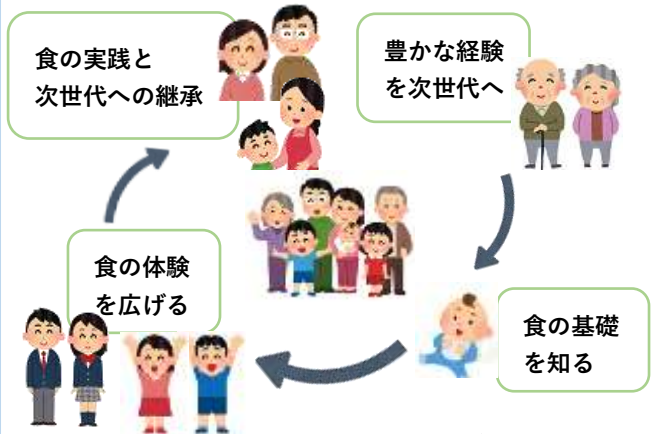 食の実践と
次世代への継承
豊かな経験
を次世代へ
食の体験
を広げる
食の基礎
を知る